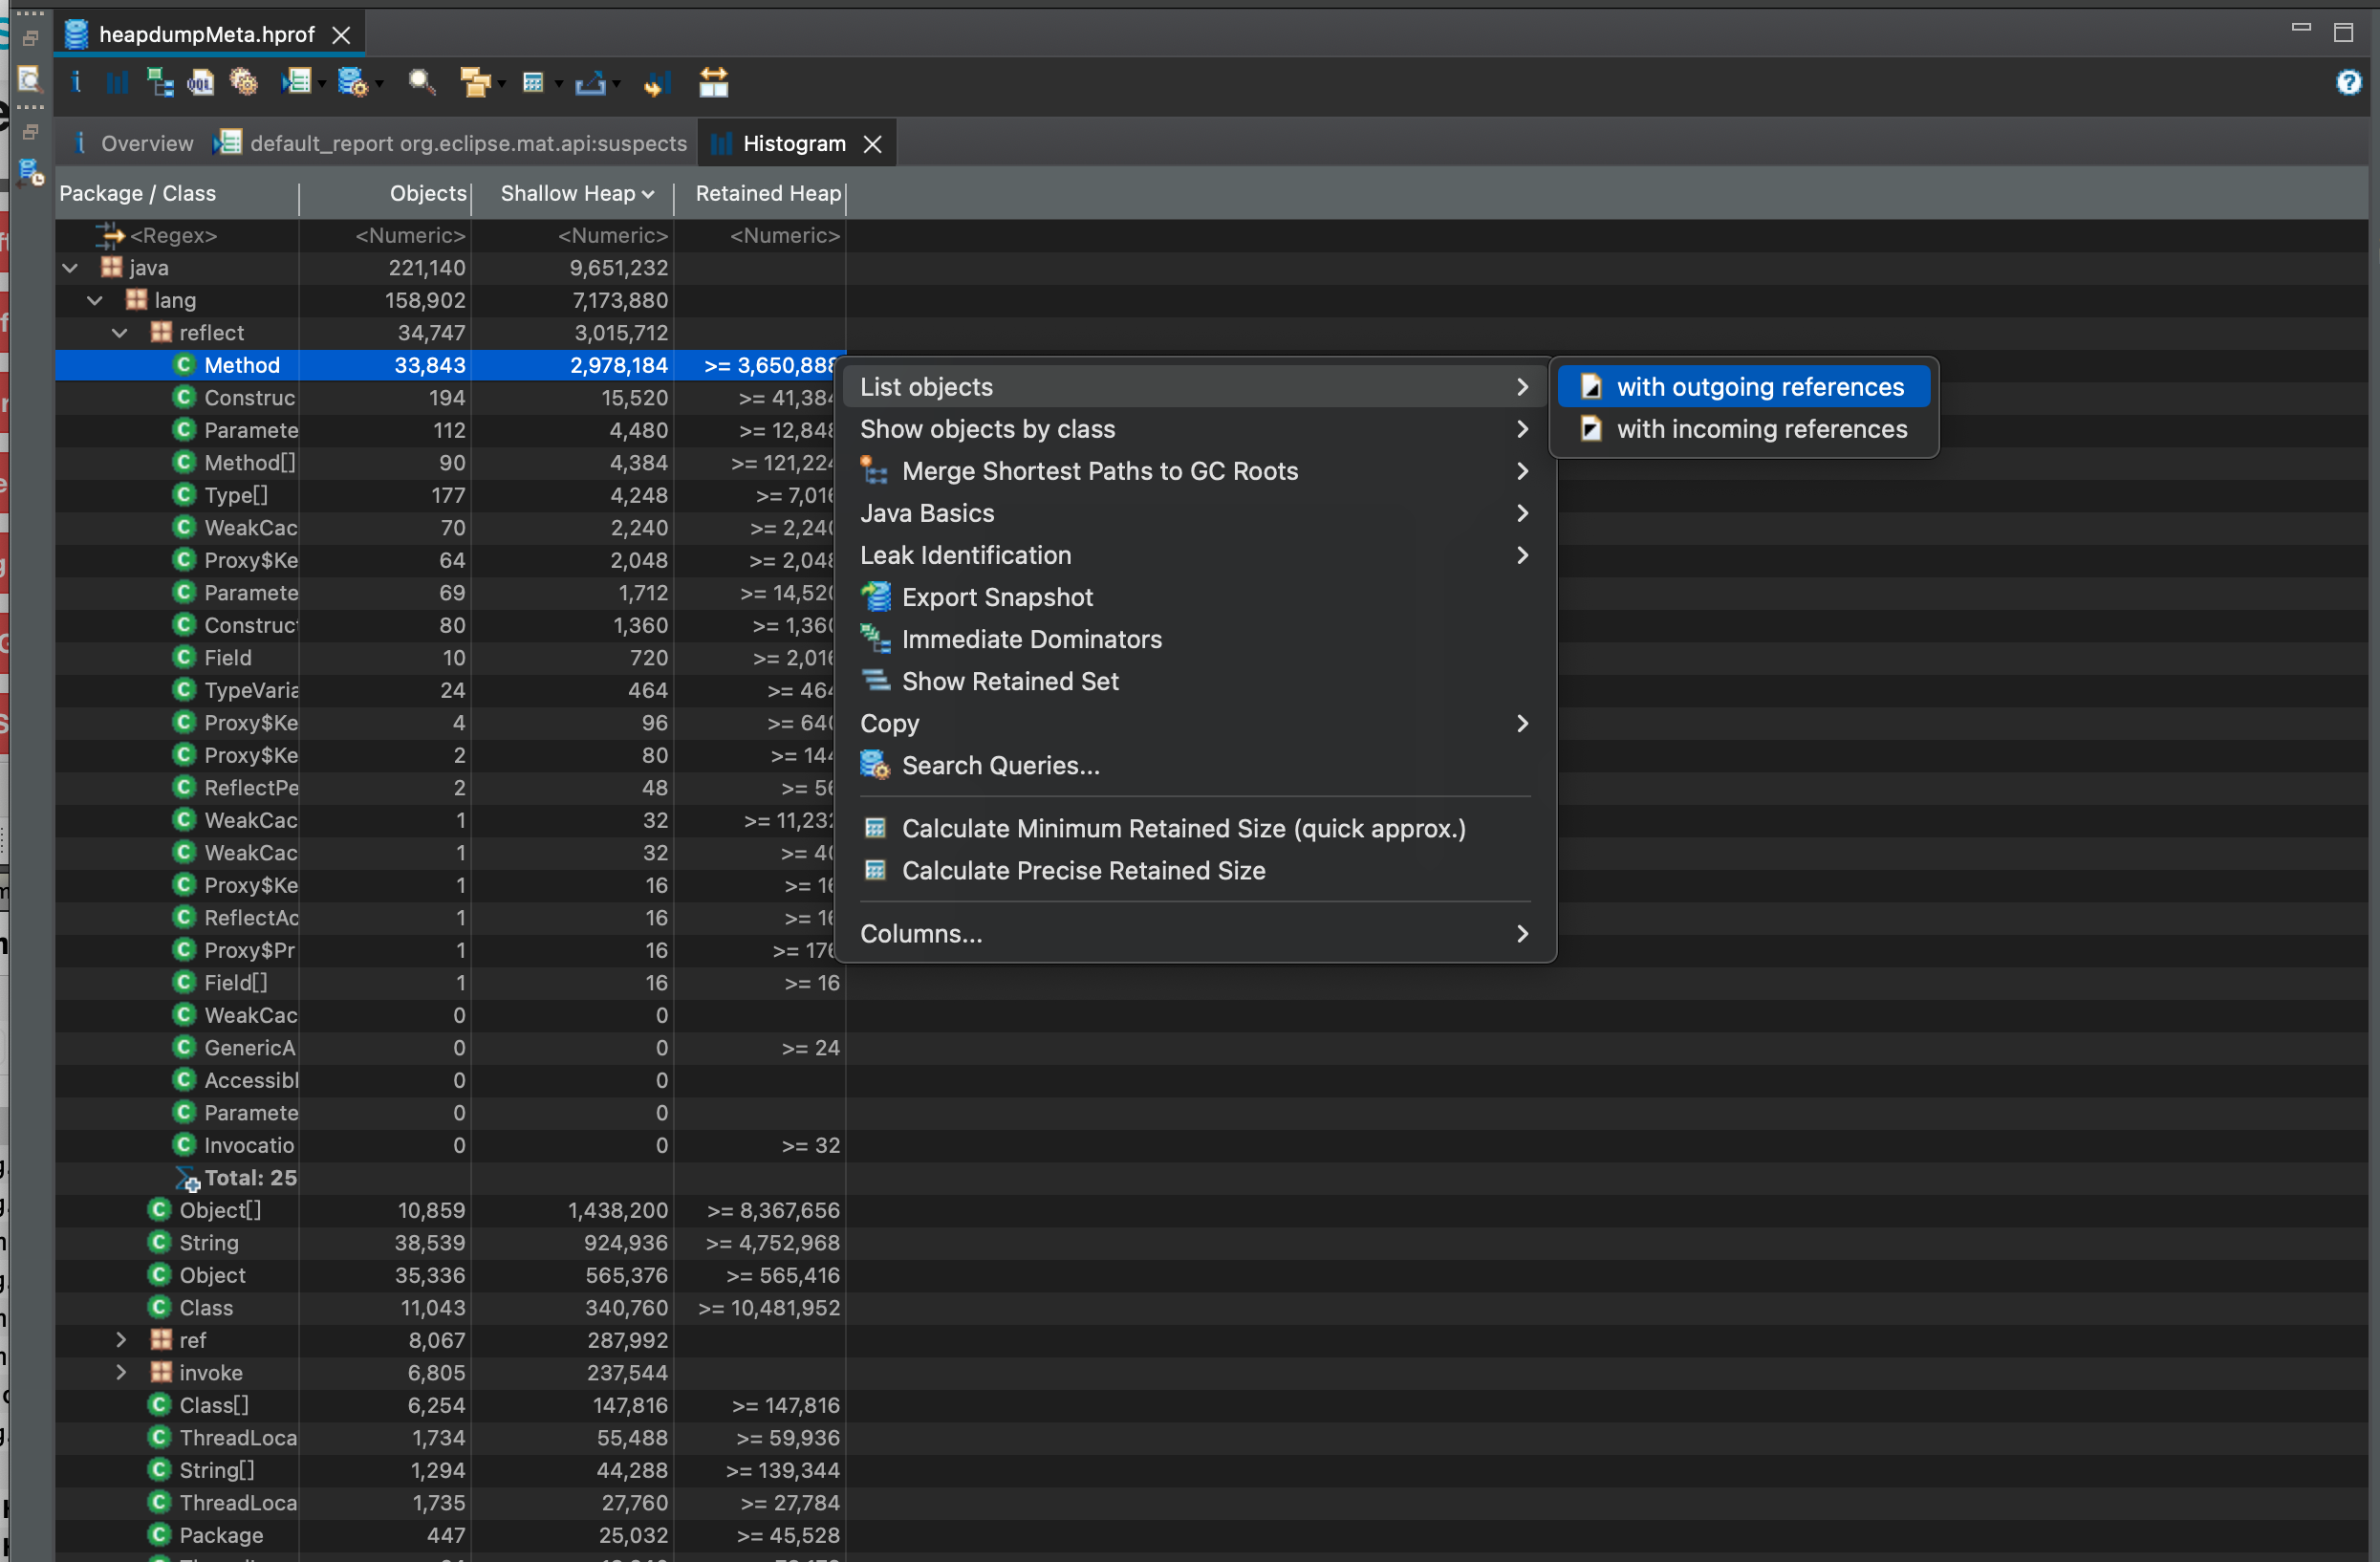 heapdumpMeta.hprof
Overview default_report org.eclipse.mat.api:suspects Histogram
Package / Class Objects Shallow Heap Retained Heap
<Regex> <Numeric> <Numeric> <Numeric>
java 221,140 9,651,232
lang 158,902 7,173,880
reflect 34,747 3,015,712
Method 33,843 2,978,184 >= 3,650,888
Construc 194 15,520 >= 41,384
Paramete 112 4,480 >= 12,848
Method[] 90 4,384 >= 121,224
Type[] 177 4,248 >= 7,016
WeakCac 70 2,240 >= 2,240
Proxy$Ke 64 2,048 >= 2,048
Paramete 69 1,712 >= 14,520
Construct 80 1,360 >= 1,360
Field 10 720 >= 2,016
TypeVaria 24 464 >= 464
Proxy$Ke 4 96 >= 640
Proxy$Ke 2 80 >= 144
ReflectPe 2 48 >= 56
WeakCac 1 32 >= 11,232
WeakCac 1 32 >= 40
Proxy$Ke 1 16 >= 16
ReflectAc 1 16 >= 16
Proxy$Pr 1 16 >= 176
Field[] 1 16 >= 16
WeakCac 0 0
GenericA 0 0 >= 24
Accessibl 0 0
Paramete 0 0
Invocatio 0 0 >= 32
Total: 25
Object[] 10,859 1,438,200 >= 8,367,656
String 38,539 924,936 >= 4,752,968
Object 35,336 565,376 >= 565,416
Class 11,043 340,760 >= 10,481,952
ref 8,067 287,992
invoke 6,805 237,544
Class[] 6,254 147,816 >= 147,816
ThreadLoca 1,734 55,488 >= 59,936
String[] 1,294 44,288 >= 139,344
ThreadLoca 1,735 27,760 >= 27,784
Package 447 25,032 >= 45,528
List objects
Show objects by class
Merge Shortest Paths to GC Roots
Java Basics
Leak Identification
Export Snapshot
Immediate Dominators
Show Retained Set
Copy
Search Queries...
Calculate Minimum Retained Size (quick approx.)
Calculate Precise Retained Size
Columns...
with outgoing references
with incoming references